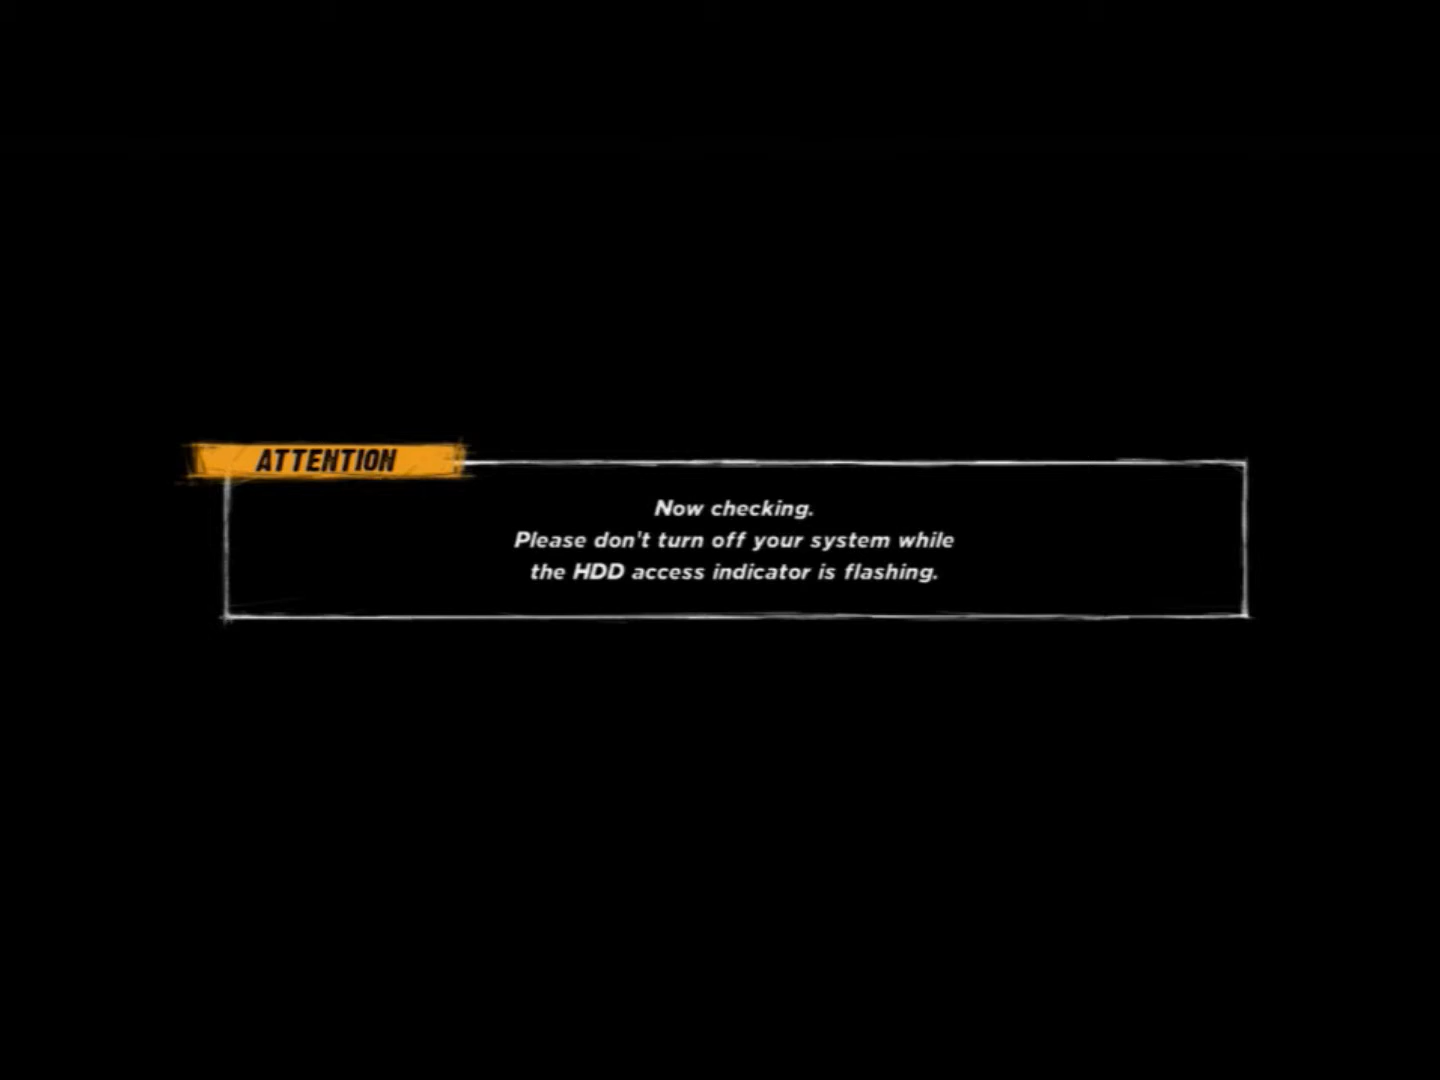 ATTENTION
Now checking.
Please don't turn off your system while
the HDD access indicator is flashing.